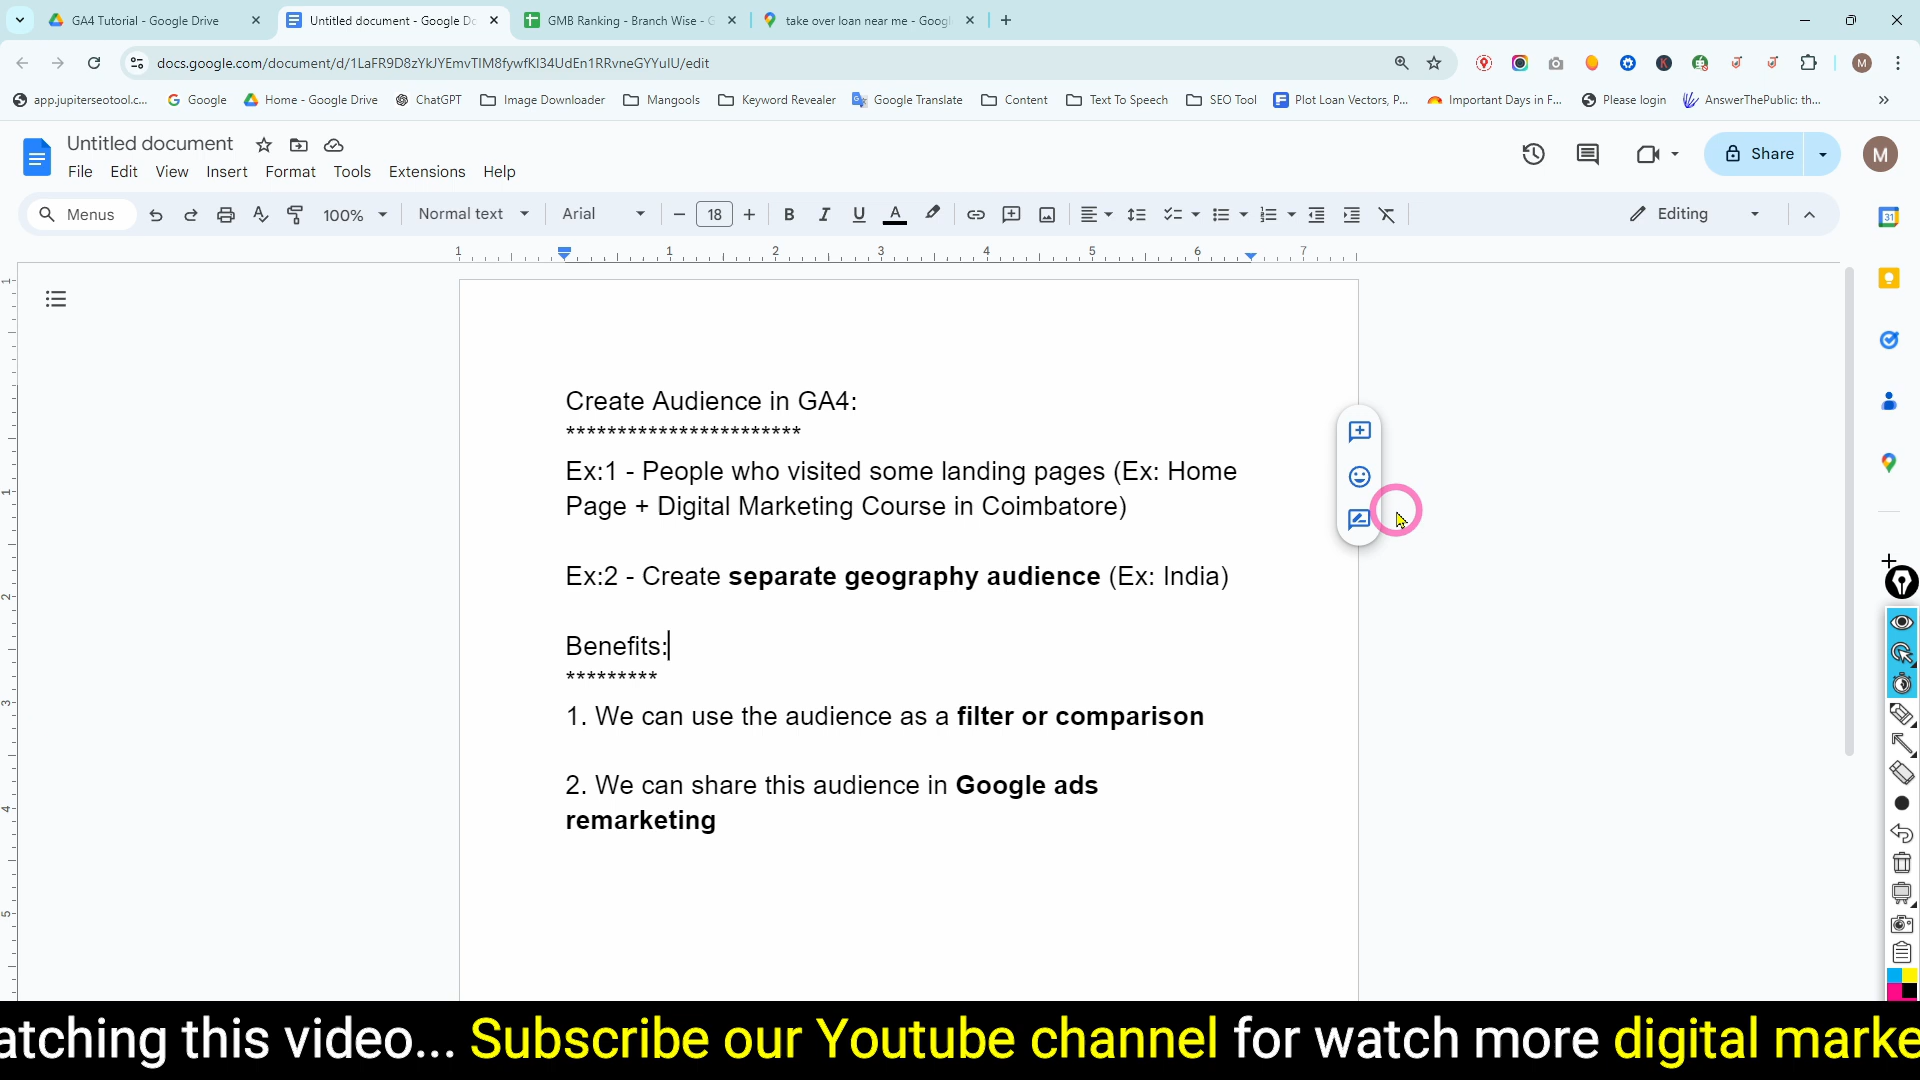 GA4 Tutorial - Google Drive
Untitled document - Google Do
GMB Ranking - Branch Wise - G
take over loan near me - Googl
docs.google.com/document/d/1LaFR9D8zYkJYEmvTIM8fywfKl34UdEn1RRvneGYYulU/edit
app.jupiterseotool.c...
Google
Home - Google Drive
ChatGPT
Image Downloader
Mangools
Keyword Revealer
Google Translate
Content
Text To Speech
SEO Tool
Plot Loan Vectors, P...
Important Days in F...
Please login
AnswerThePublic: th...
Untitled document
File Edit View Insert Format Tools Extensions Help
Share
M
Menus
100%
Normal text
Arial
18
Editing
Create Audience in GA4:
***********************
Ex:1 - People who visited some landing pages (Ex: Home
Page + Digital Marketing Course in Coimbatore)
Ex:2 - Create separate geography audience (Ex: India)
Benefits:
*********
1. We can use the audience as a filter or comparison
2. We can share this audience in Google ads
remarketing
atching this video... Subscribe our Youtube channel for watch more digital marke